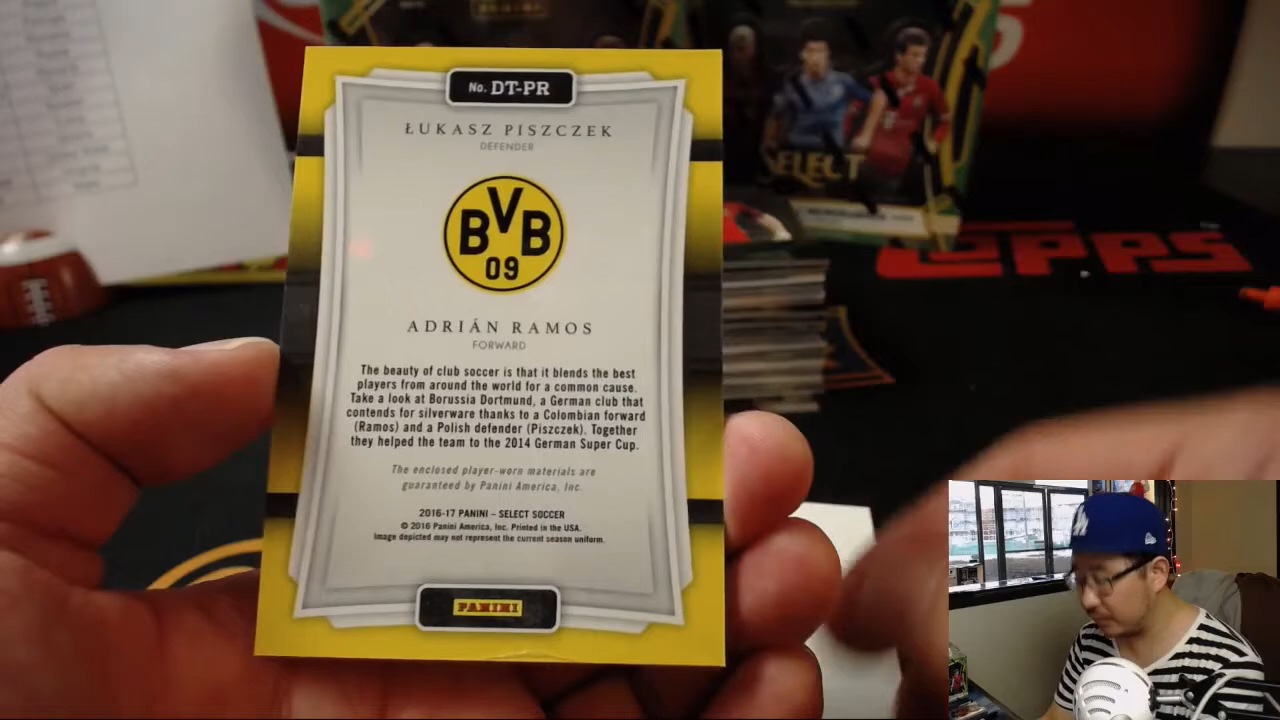 No. DT-PR
ŁUKASZ PISZCZEK
DEFENDER
BVB
09
ADRIÁN RAMOS
FORWARD
The beauty of club soccer is that it blends the best
players from around the world for a common cause.
Take a look at Borussia Dortmund, a German club that
contends for silverware thanks to a Colombian forward
(Ramos) and a Polish defender (Piszczek). Together
they helped the team to the 2014 German Super Cup.
The enclosed player-worn materials are
guaranteed by Panini America, Inc.
2016-17 PANINI – SELECT SOCCER
© 2016 Panini America, Inc. Printed in the USA.
Image depicted may not represent the current season uniform.
PANINI
SELECT
TOPPS